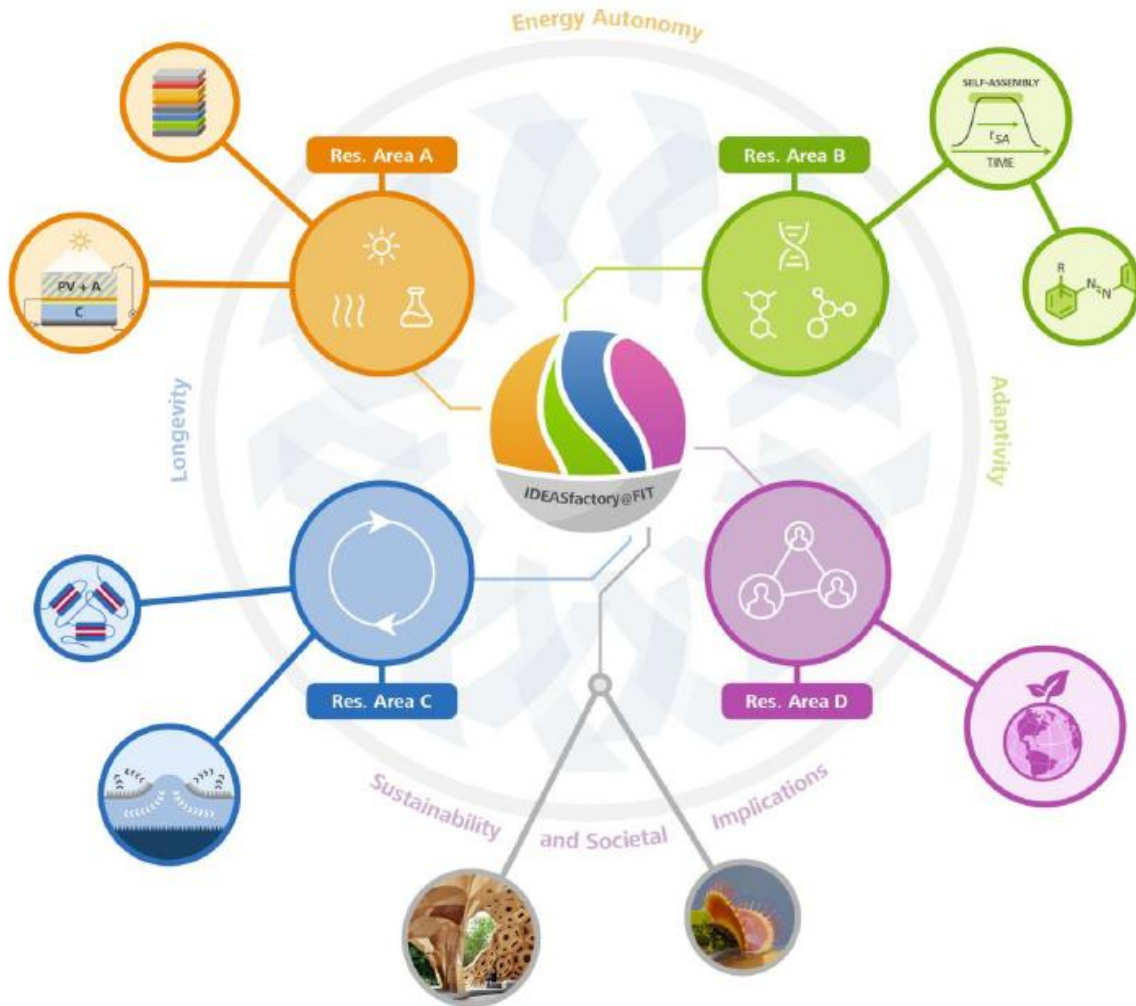 Energy Autonomy
SELF-ASSEMBLY
tSA
TIME
Res. Area A
Res. Area B
PV + A
C
R
N
N
Longevity
Adaptivity
IDEASfactory@FIT
Res. Area C
Res. Area D
Sustainability and Societal Implications